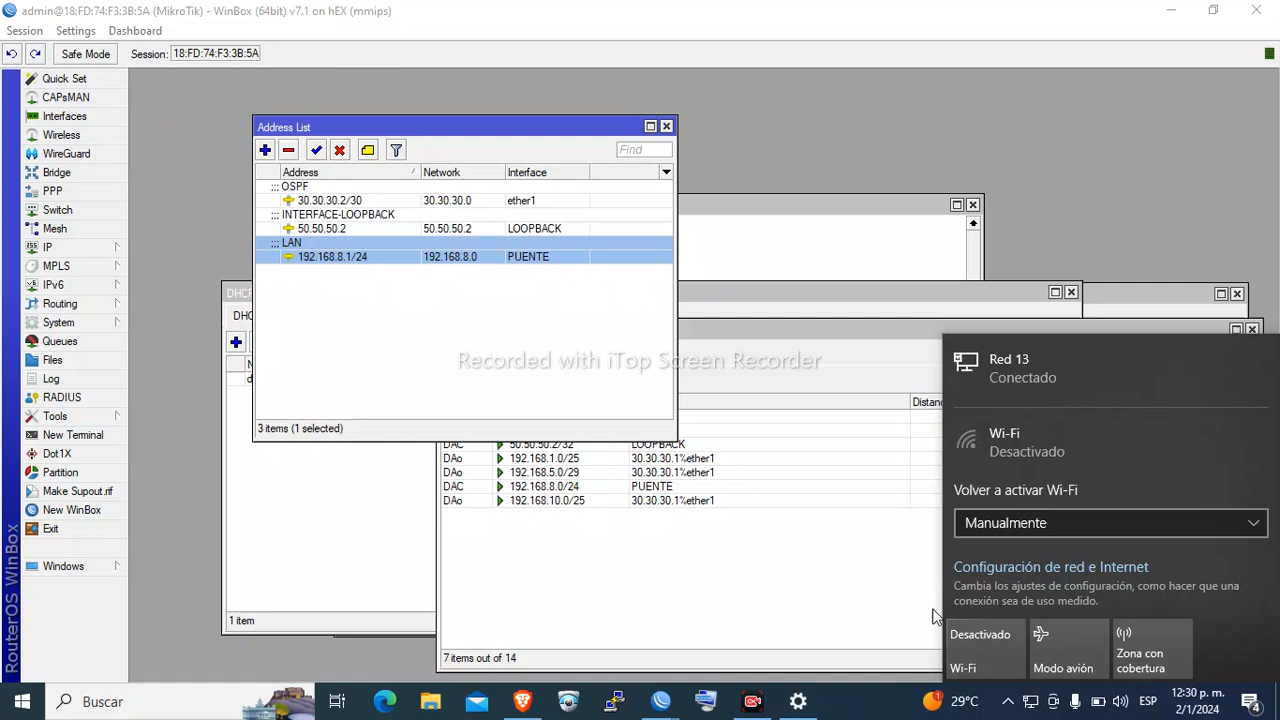 admin@18:FD:74:F3:3B:5A (MikroTik) - WinBox (64bit) v7.1 on hEX (mmips)
Session Settings Dashboard
Safe Mode Session: 18:FD:74:F3:3B:5A
Quick Set
CAPsMAN
Interfaces
Wireless
WireGuard
Bridge
PPP
Switch
Mesh
IP
MPLS
IPv6
Routing
System
Queues
Files
Log
RADIUS
Tools
New Terminal
Dot1X
Partition
Make Supout.rif
New WinBox
Exit
Windows
RouterOS WinBox
Address List
Find
Address Network Interface
::: OSPF
30.30.30.2/30 30.30.30.0 ether1
::: INTERFACE-LOOPBACK
50.50.50.2 50.50.50.2 LOOPBACK
::: LAN
192.168.8.1/24 192.168.8.0 PUENTE
3 items (1 selected)
DHCP
DHC
1 item
Distanc
DAC 50.50.50.2/32 LOOPBACK
DAo 192.168.1.0/25 30.30.30.1%ether1
DAo 192.168.5.0/29 30.30.30.1%ether1
DAC 192.168.8.0/24 PUENTE
DAo 192.168.10.0/25 30.30.30.1%ether1
7 items out of 14
Recorded with iTop Screen Recorder
Red 13
Conectado
Wi-Fi
Desactivado
Volver a activar Wi-Fi
Manualmente
Configuración de red e Internet
Cambia los ajustes de configuración, como hacer que una
conexión sea de uso medido.
Desactivado
Wi-Fi
Modo avión
Zona con
cobertura
Buscar
1
29°C
ESP
12:30 p. m.
2/1/2024
4